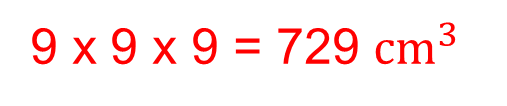 9 x 9 x 9 = 729 cm³